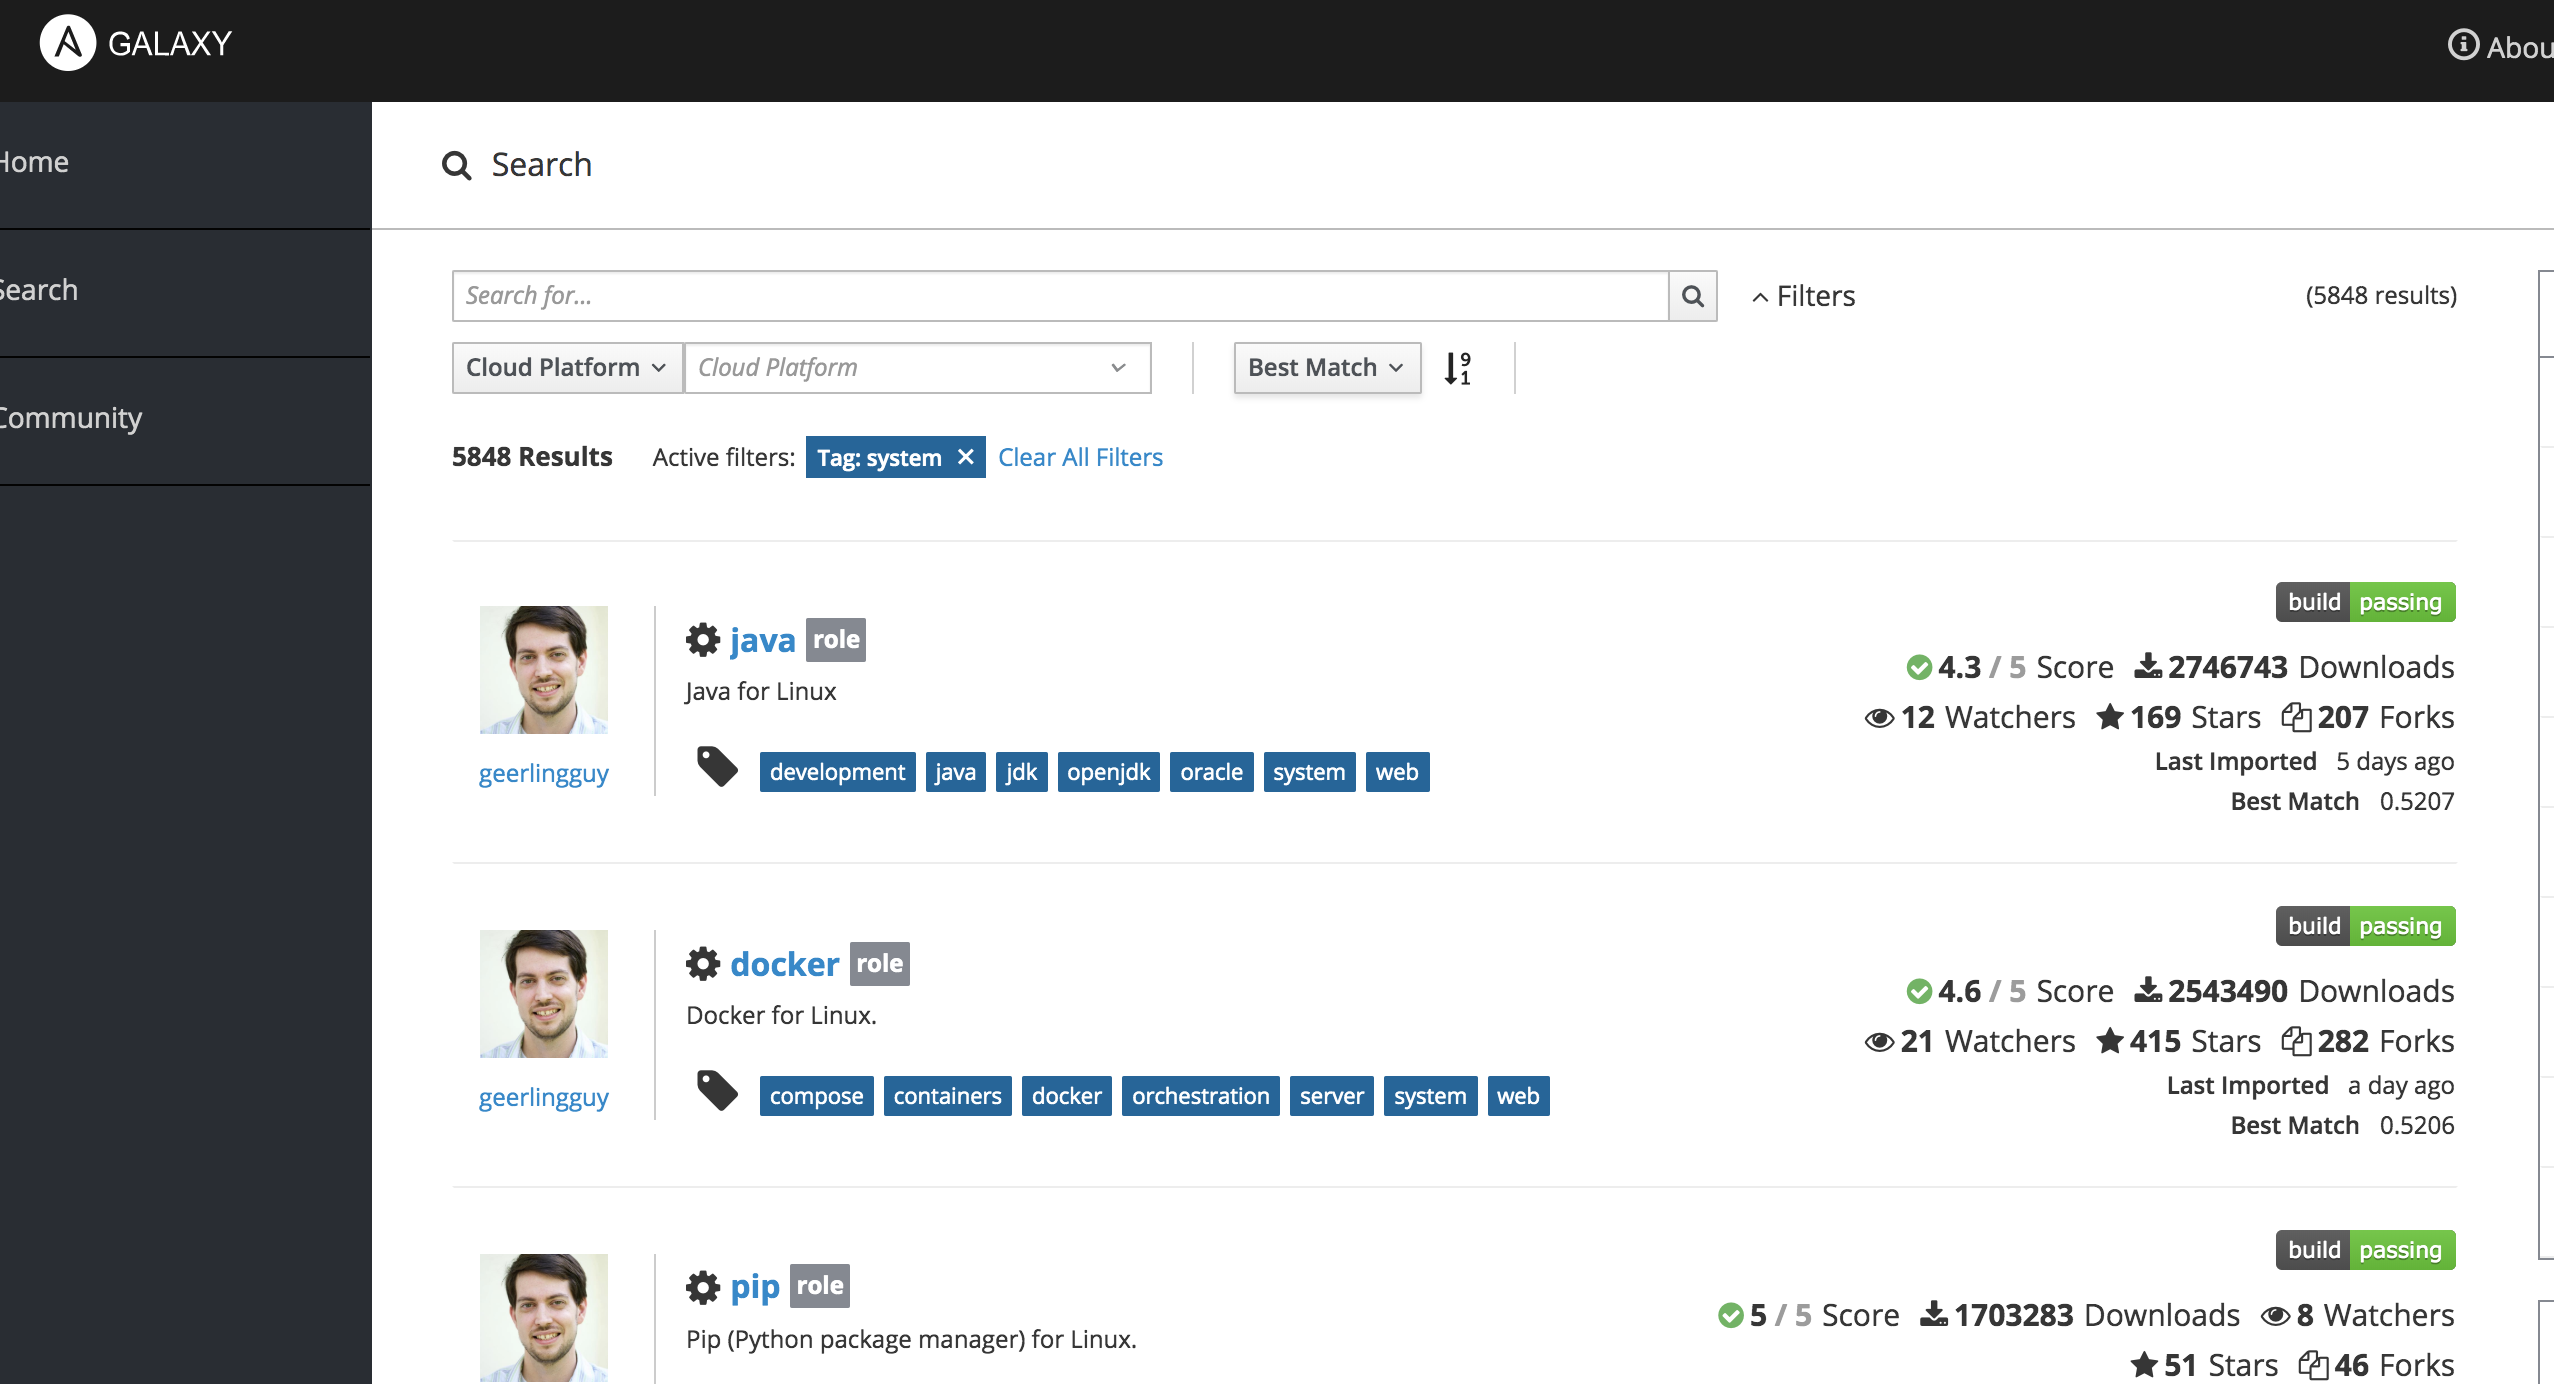 GALAXY
Abou
Home
Search
Community
Search
Search for...
Filters
(5848 results)
Cloud Platform
Cloud Platform
Best Match
9
1
5848 Results Active filters: Tag: system × Clear All Filters
build passing
java role
4.3 / 5 Score 2746743 Downloads
Java for Linux
12 Watchers 169 Stars 207 Forks
geerlingguy
development java jdk openjdk oracle system web
Last Imported 5 days ago
Best Match 0.5207
build passing
docker role
4.6 / 5 Score 2543490 Downloads
Docker for Linux.
21 Watchers 415 Stars 282 Forks
geerlingguy
compose containers docker orchestration server system web
Last Imported a day ago
Best Match 0.5206
build passing
pip role
5 / 5 Score 1703283 Downloads 8 Watchers
Pip (Python package manager) for Linux.
51 Stars 46 Forks